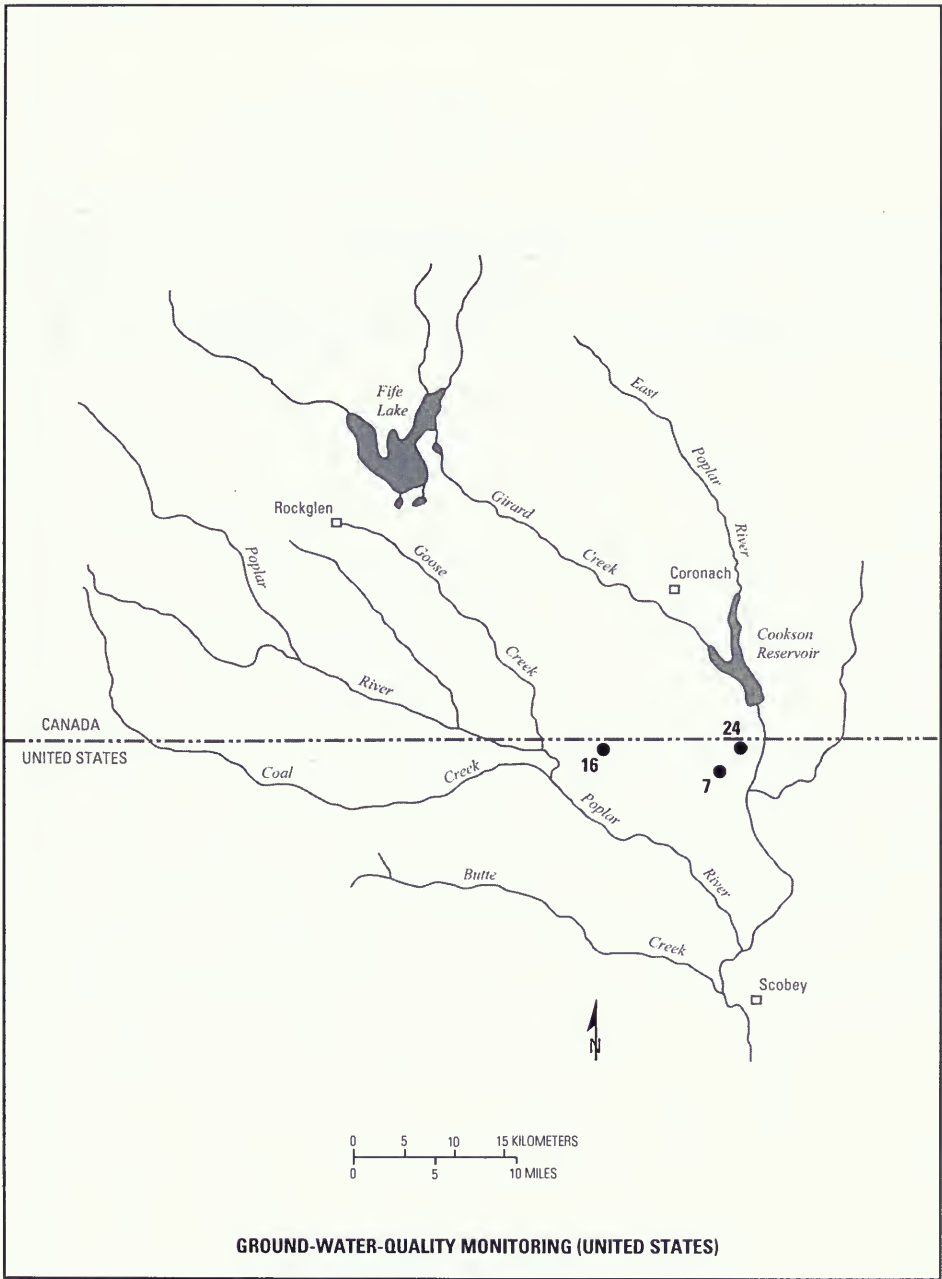 Fife
Lake
East
Poplar
River
Rockglen
Girard
Creek
Goose
Creek
Poplar
River
Coronach
Cookson
Reservoir
CANADA
UNITED STATES
24
16
7
Coal
Creek
Poplar
River
Butte
Creek
Scobey
N
0 5 10 15 KILOMETERS
0 5 10 MILES
GROUND-WATER-QUALITY MONITORING (UNITED STATES)